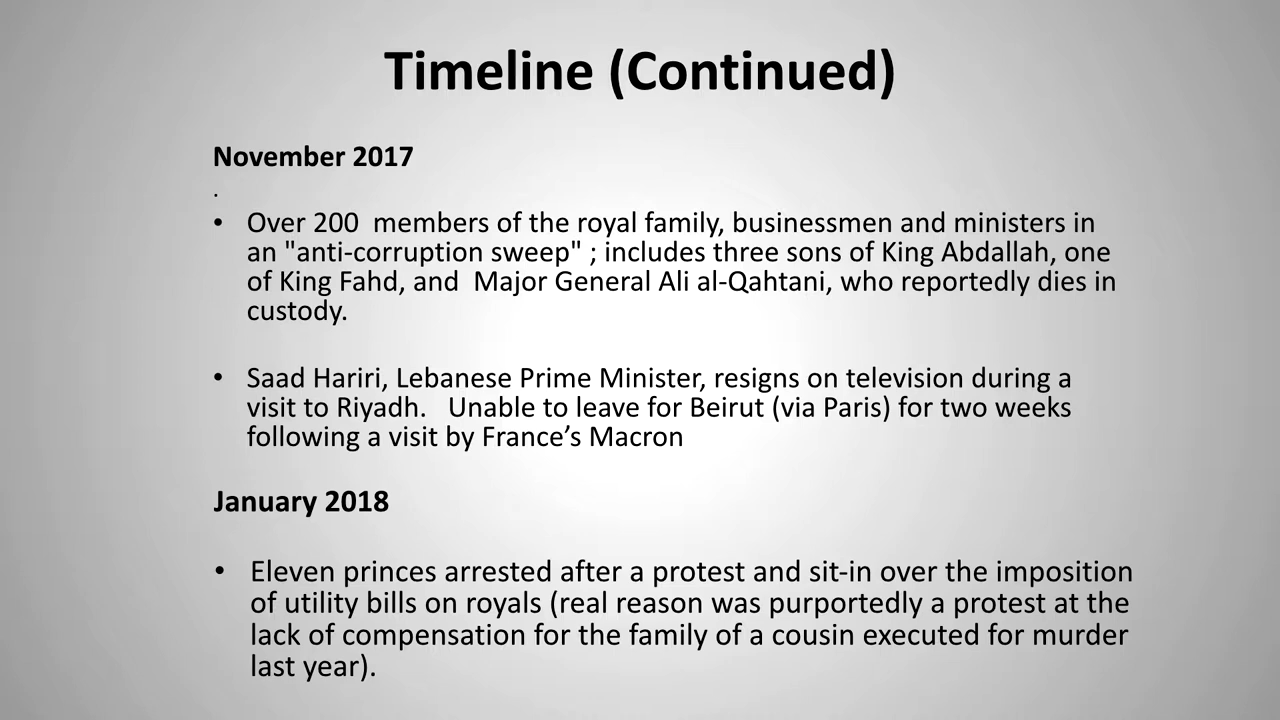 Timeline (Continued)
November 2017
.
• Over 200  members of the royal family, businessmen and ministers in
an "anti-corruption sweep" ; includes three sons of King Abdallah, one
of King Fahd, and  Major General Ali al-Qahtani, who reportedly dies in
custody.
• Saad Hariri, Lebanese Prime Minister, resigns on television during a
visit to Riyadh.   Unable to leave for Beirut (via Paris) for two weeks
following a visit by France’s Macron
January 2018
• Eleven princes arrested after a protest and sit-in over the imposition
of utility bills on royals (real reason was purportedly a protest at the
lack of compensation for the family of a cousin executed for murder
last year).